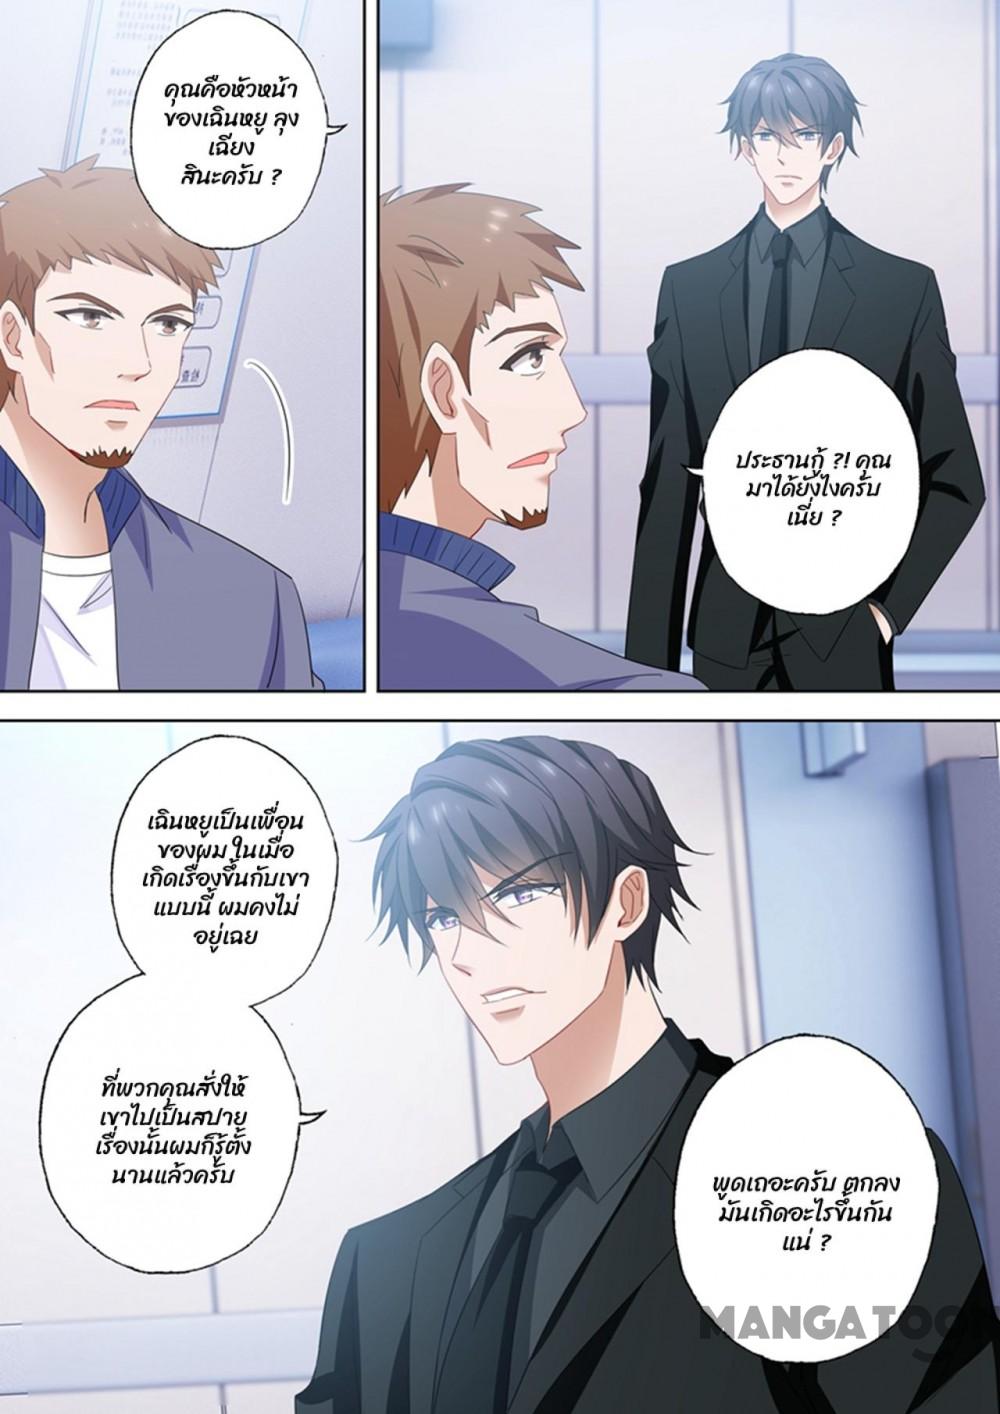 คุณคือหัวหน้า
ของเฉินหยู ลุง
เฉียง
สินะครับ ?
ประธานกู้ ?! คุณ
มาได้ยังไงครับ
เนี่ย ?
เฉินหยูเป็นเพื่อน
ของผม ในเมื่อ
เกิดเรื่องขึ้นกับเขา
แบบนี้ ผมคงไม่
อยู่เฉย
ที่พวกคุณสั่งให้
เขาไปเป็นสปาย
เรื่องนั้นผมก็รู้ตั้ง
นานแล้วครับ
พูดเถอะครับ ตกลง
มันเกิดอะไรขึ้นกัน
แน่ ?
MANGATOON